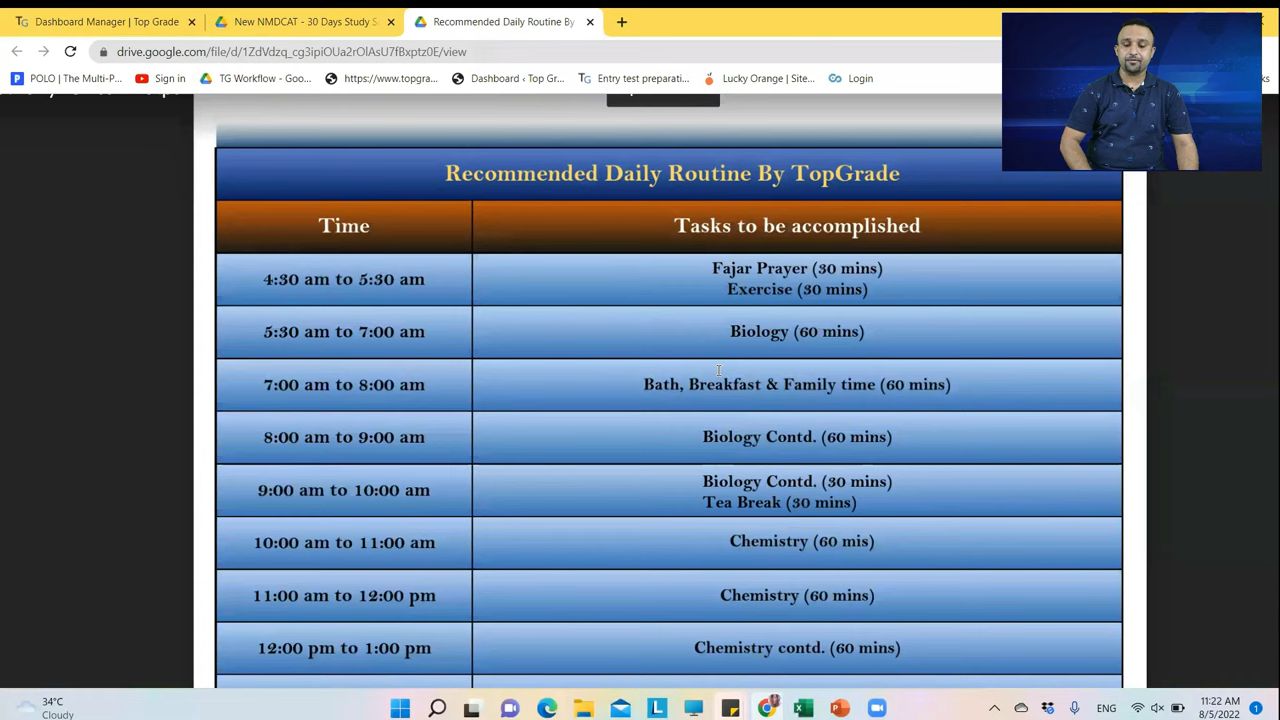 Dashboard Manager | Top Grade
New NMDCAT - 30 Days Study S
Recommended Daily Routine By
drive.google.com/file/d/1ZdVdzq_cg3ipiOUa2rOlAsU7fBxptzDE/view
POLO | The Multi-P...
Sign in
TG Workflow - Goo...
https://www.topgra...
Dashboard ‹ Top Gr...
Entry test preparati...
Lucky Orange | Site...
Login
Recommended Daily Routine By TopGrade
Time
Tasks to be accomplished
4:30 am to 5:30 am
Fajar Prayer (30 mins)
Exercise (30 mins)
5:30 am to 7:00 am
Biology (60 mins)
7:00 am to 8:00 am
Bath, Breakfast & Family time (60 mins)
8:00 am to 9:00 am
Biology Contd. (60 mins)
9:00 am to 10:00 am
Biology Contd. (30 mins)
Tea Break (30 mins)
10:00 am to 11:00 am
Chemistry (60 mis)
11:00 am to 12:00 pm
Chemistry (60 mins)
12:00 pm to 1:00 pm
Chemistry contd. (60 mins)
34°C
Cloudy
ENG
11:22 AM
8/5/2022